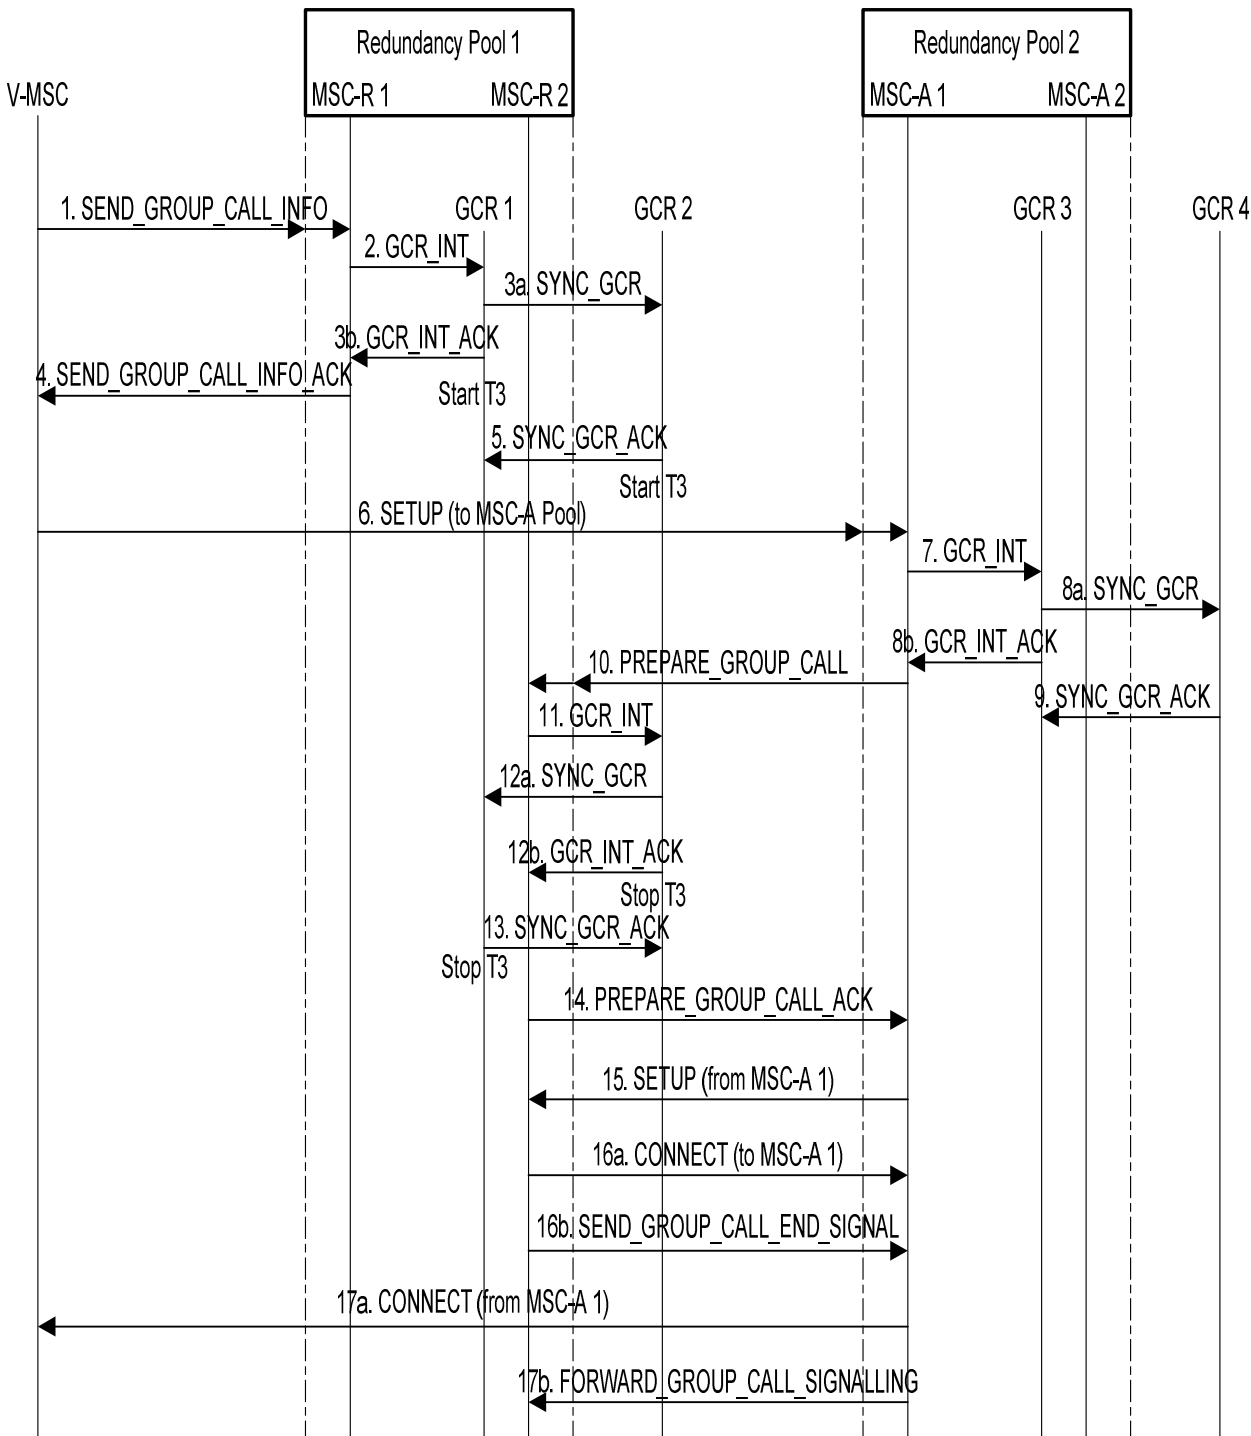 Redundancy Pool 1
Redundancy Pool 2
V-MSC
MSC-R 1
MSC-R 2
MSC-A 1
MSC-A 2
1. SEND_GROUP_CALL_INFO
GCR 1
GCR 2
GCR 3
GCR 4
2. GCR_INT
3a. SYNC_GCR
3b. GCR_INT_ACK
4. SEND_GROUP_CALL_INFO_ACK
Start T3
5. SYNC_GCR_ACK
Start T3
6. SETUP (to MSC-A Pool)
7. GCR_INT
8a. SYNC_GCR
8b. GCR_INT_ACK
10. PREPARE_GROUP_CALL
9. SYNC_GCR_ACK
11. GCR_INT
12a. SYNC_GCR
12b. GCR_INT_ACK
Stop T3
13. SYNC_GCR_ACK
Stop T3
14. PREPARE_GROUP_CALL_ACK
15. SETUP (from MSC-A 1)
16a. CONNECT (to MSC-A 1)
16b. SEND_GROUP_CALL_END_SIGNAL
17a. CONNECT (from MSC-A 1)
17b. FORWARD_GROUP_CALL_SIGNALLING